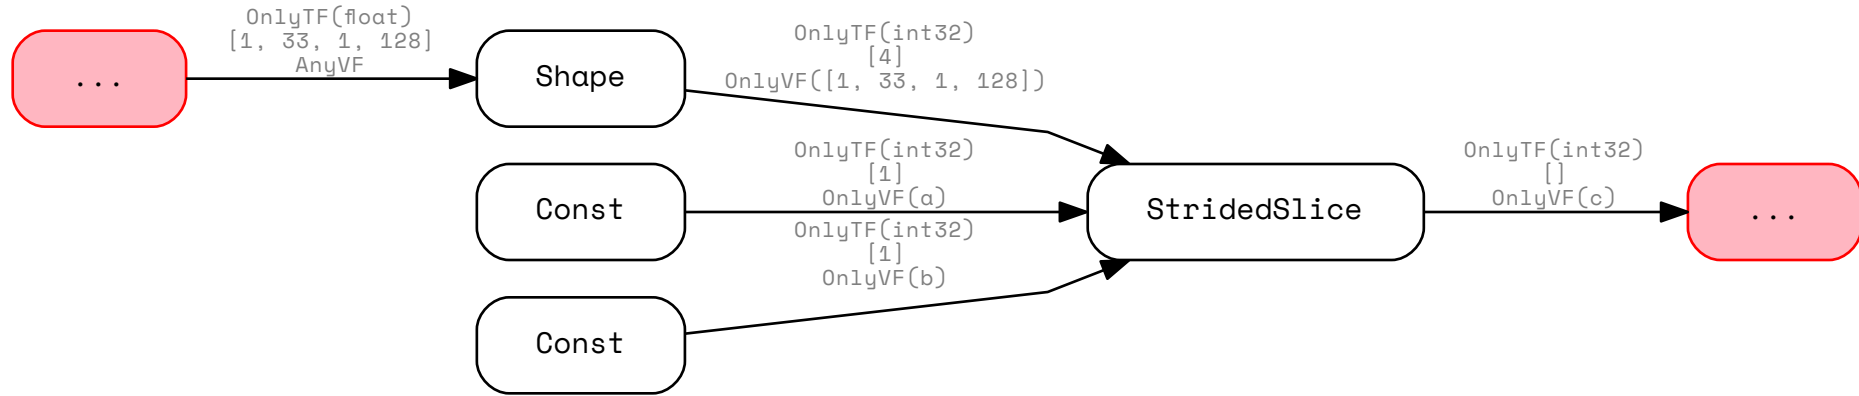 ...
OnlyTF(float)
[1, 33, 1, 128]
AnyVF
Shape
OnlyTF(int32)
[4]
OnlyVF([1, 33, 1, 128])
Const
OnlyTF(int32)
[1]
OnlyVF(a)
Const
OnlyTF(int32)
[1]
OnlyVF(b)
StridedSlice
OnlyTF(int32)
[]
OnlyVF(c)
...